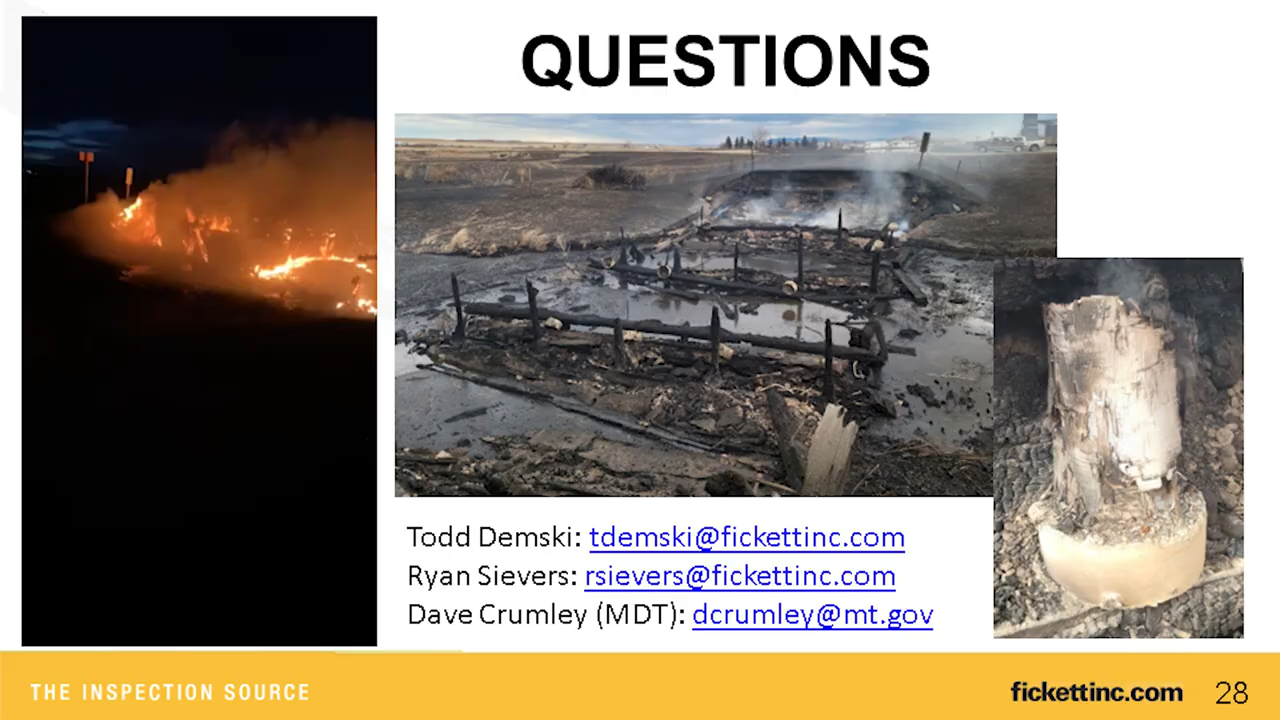 QUESTIONS
Todd Demski: tdemski@fickettinc.com
Ryan Sievers: rsievers@fickettinc.com
Dave Crumley (MDT): dcrumley@mt.gov
THE INSPECTION SOURCE
fickettinc.com
28